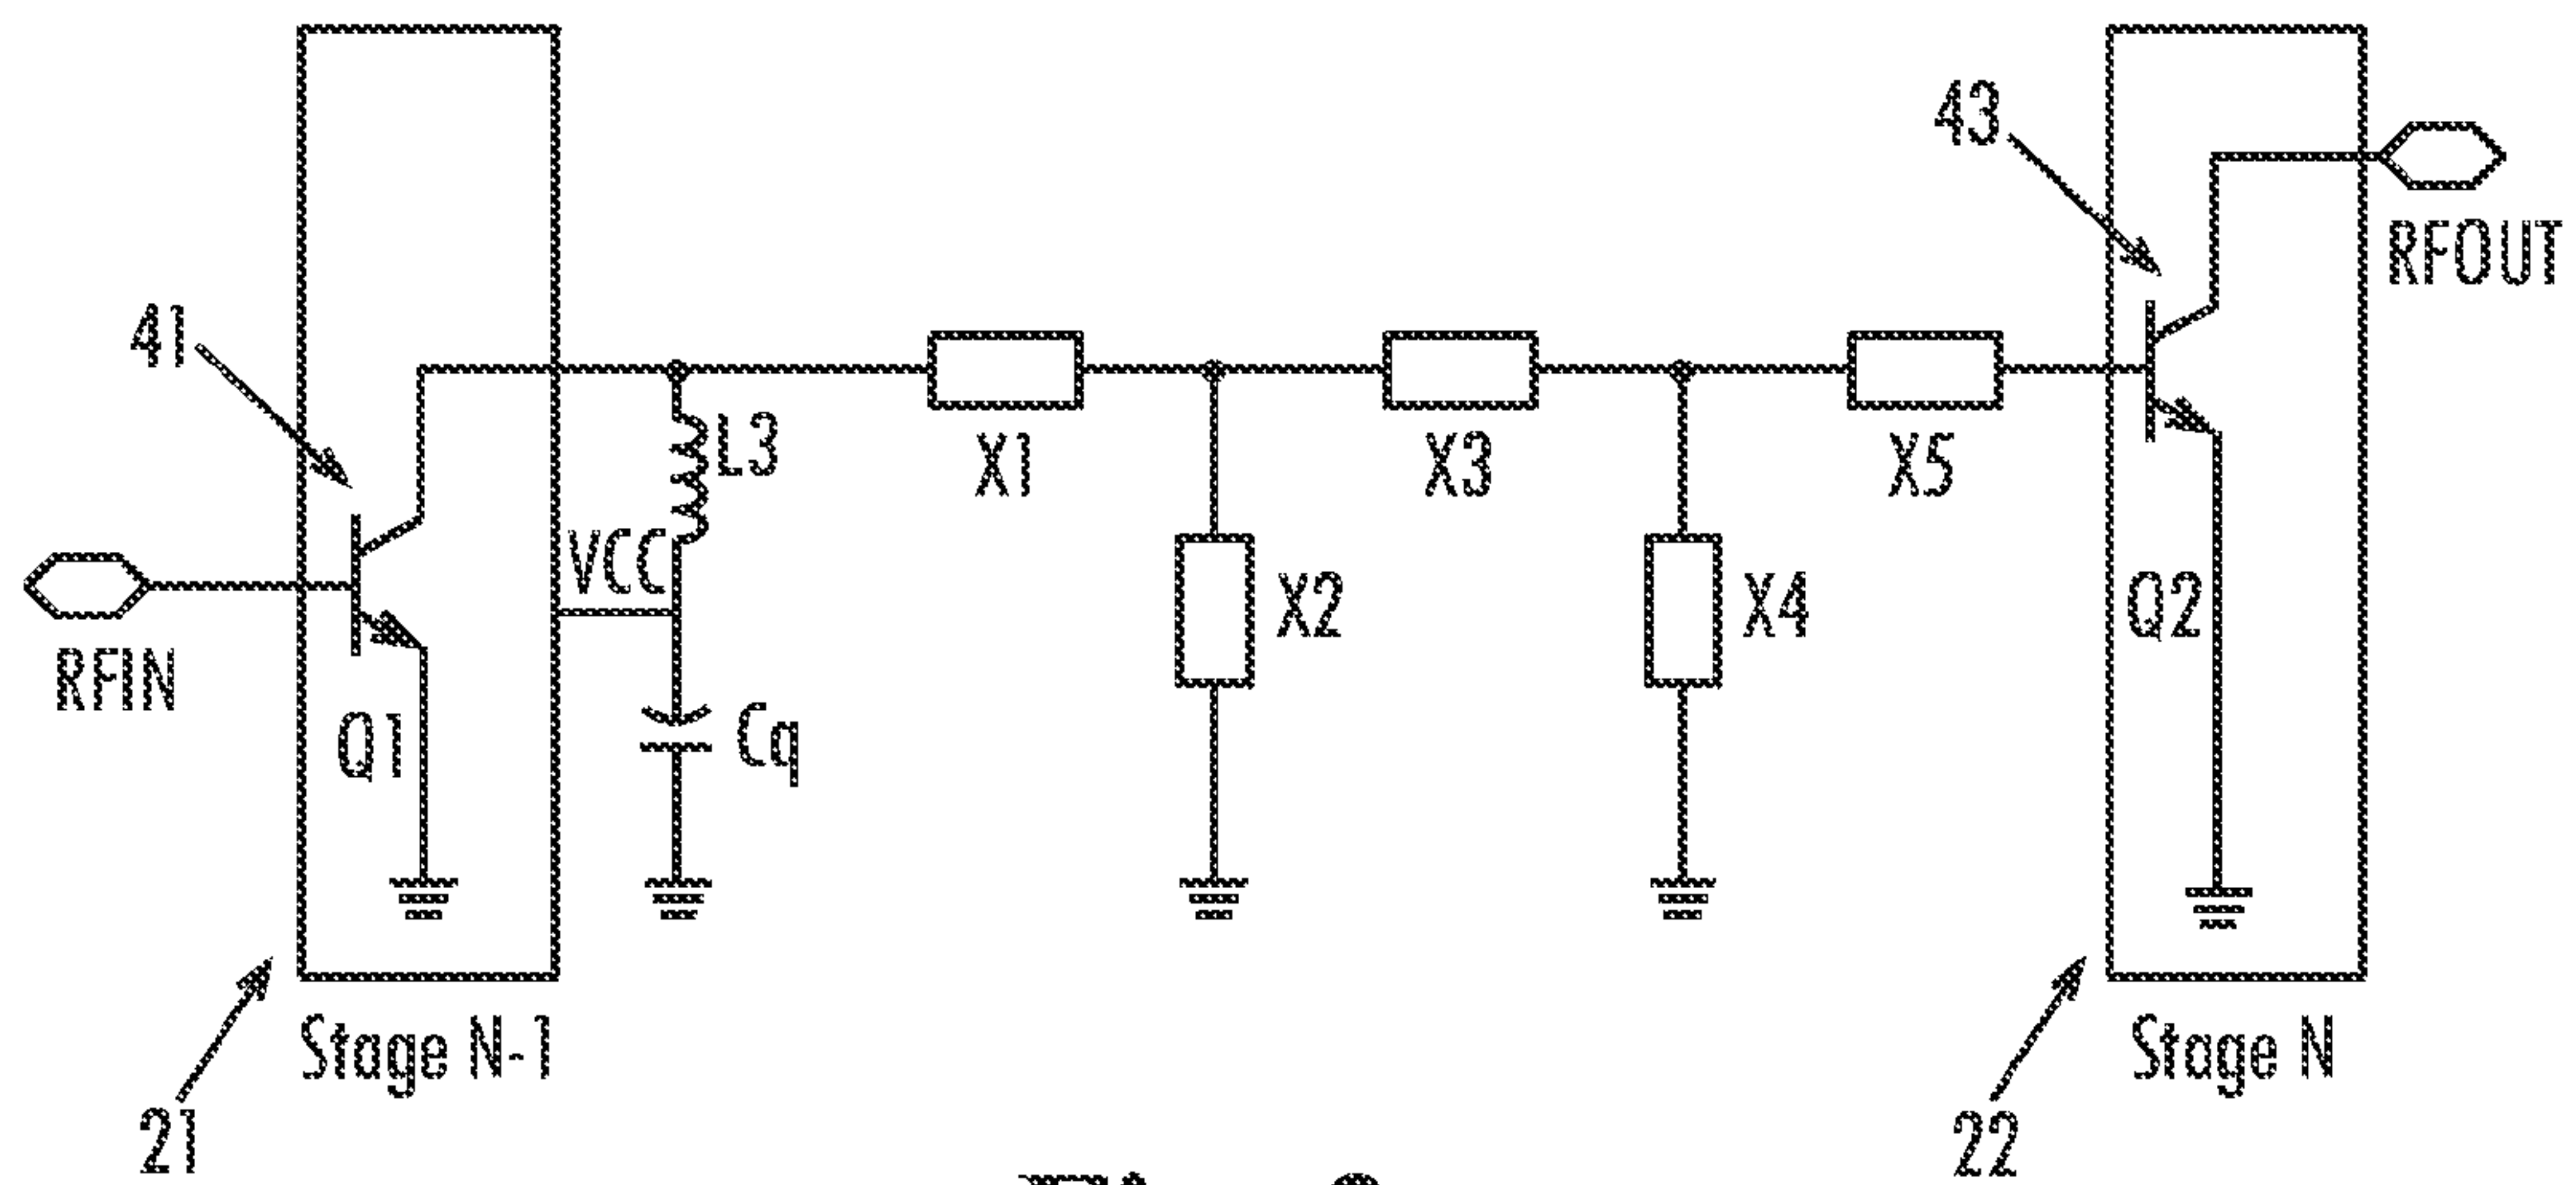 43
RFOUT
41
L3
X1
X3
X5
VCC
X2
X4
Q2
RFIN
Q1
Cq
Stage N-1
Stage N
21
22